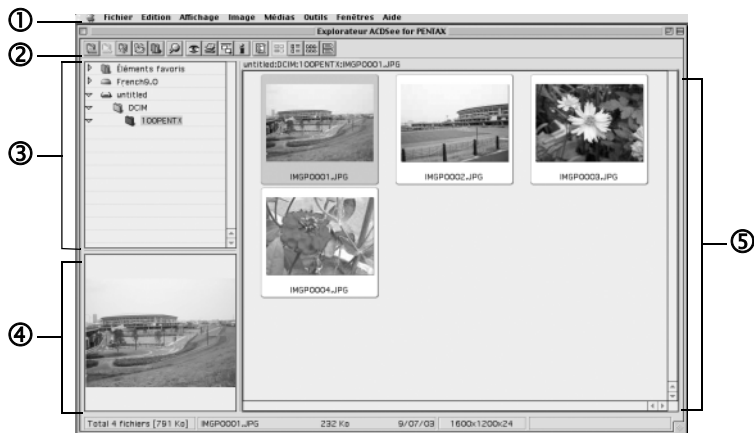 ①
Fichier Edition Affichage Image Médias Outils Fenêtres Aide
Explorateur ACDSee for PENTAX
②
untitled:DCIM:100PENTX:IMGP0001.JPG
③
Éléments favoris
French9.0
untitled
DCIM
100PENTX
IMGP0001.JPG
IMGP0002.JPG
IMGP0003.JPG
IMGP0004.JPG
④
⑤
Total 4 fichiers [791 Ko] IMGP0001.JPG 232 Ko 9/07/03 1600x1200x24